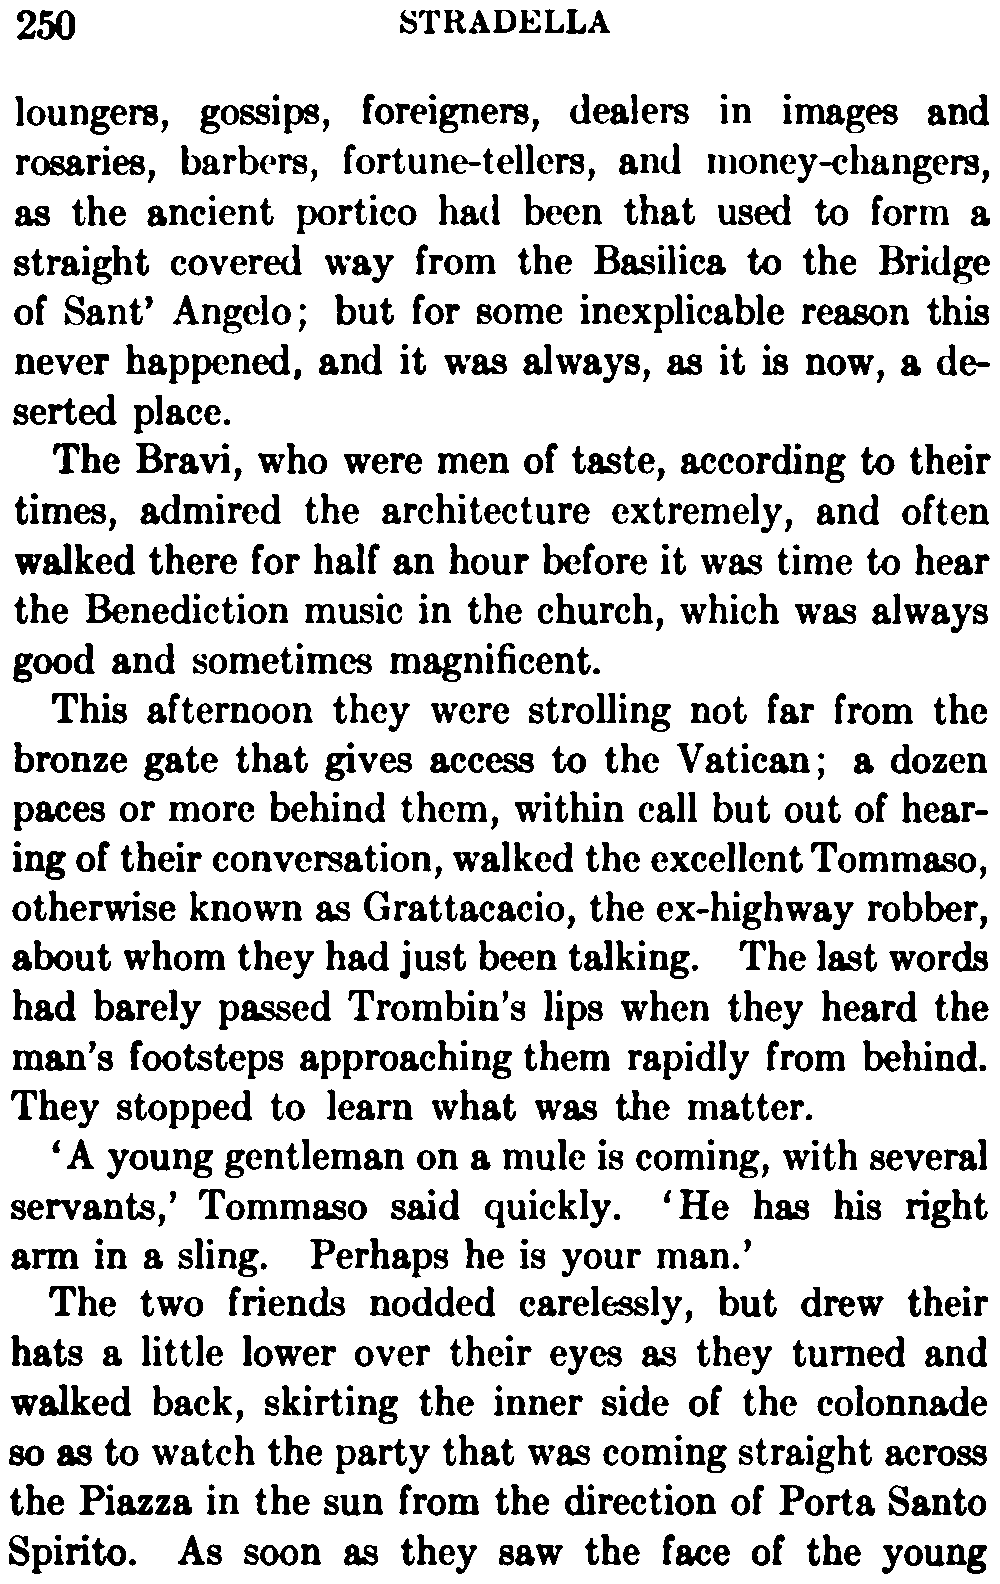 250 STRADELLA
loungers, gossips, foreigners, dealers in images and
rosaries, barbers, fortune-tellers, and money-changers,
as the ancient portico had been that used to form a
straight covered way from the Basilica to the Bridge
of Sant' Angelo; but for some inexplicable reason this
never happened, and it was always, as it is now, a de-
serted place.
The Bravi, who were men of taste, according to their
times, admired the architecture extremely, and often
walked there for half an hour before it was time to hear
the Benediction music in the church, which was always
good and sometimes magnificent.
This afternoon they were strolling not far from the
bronze gate that gives access to the Vatican; a dozen
paces or more behind them, within call but out of hear-
ing of their conversation, walked the excellent Tommaso,
otherwise known as Grattacacio, the ex-highway robber,
about whom they had just been talking. The last words
had barely passed Trombin's lips when they heard the
man's footsteps approaching them rapidly from behind.
They stopped to learn what was the matter.
'A young gentleman on a mule is coming, with several
servants,' Tommaso said quickly. 'He has his right
arm in a sling. Perhaps he is your man.'
The two friends nodded carelessly, but drew their
hats a little lower over their eyes as they turned and
walked back, skirting the inner side of the colonnade
so as to watch the party that was coming straight across
the Piazza in the sun from the direction of Porta Santo
Spirito. As soon as they saw the face of the young